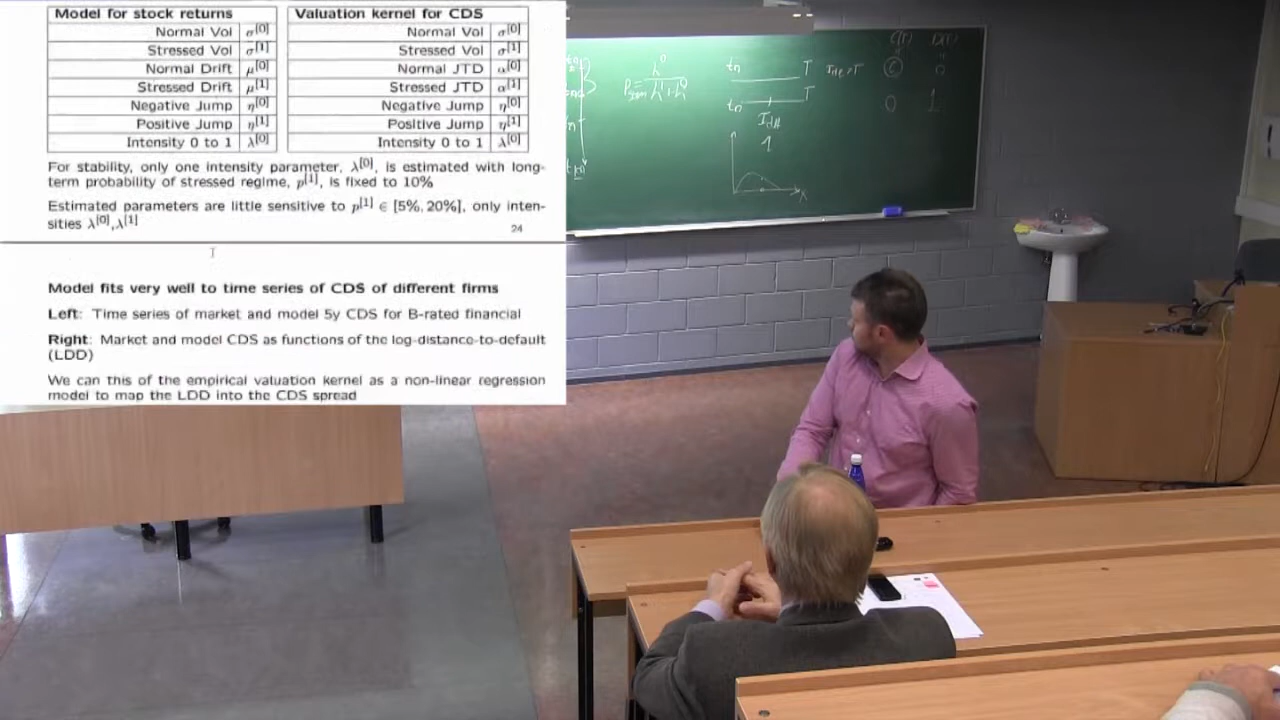 Model for stock returns
Normal Vol σ[0]
Stressed Vol σ[1]
Normal Drift μ[0]
Stressed Drift μ[1]
Negative Jump η[0]
Positive Jump η[1]
Intensity 0 to 1 λ[0]
Valuation kernel for CDS
Normal Vol σ[0]
Stressed Vol σ[1]
Normal JTD α[0]
Stressed JTD α[1]
Negative Jump η[0]
Positive Jump η[1]
Intensity 0 to 1 λ[0]
For stability, only one intensity parameter, λ[0], is estimated with long-
term probability of stressed regime, p[1], is fixed to 10%
Estimated parameters are little sensitive to p[1] ∈ [5%, 20%], only inten-
sities λ[0],λ[1]
24
Model fits very well to time series of CDS of different firms
Left: Time series of market and model 5y CDS for B-rated financial
Right: Market and model CDS as functions of the log-distance-to-default
(LDD)
We can this of the empirical valuation kernel as a non-linear regression
model to map the LDD into the CDS spread
tn T
tn T
1
X
0
0 1